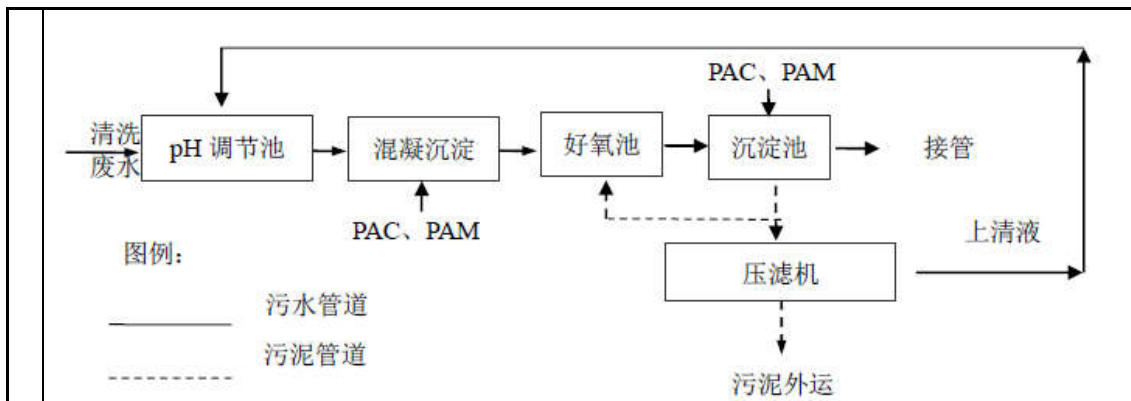 PAC、PAM
清洗
废水
pH 调节池
混凝沉淀
好氧池
沉淀池
接管
PAC、PAM
上清液
图例：
压滤机
污水管道
污泥管道
污泥外运